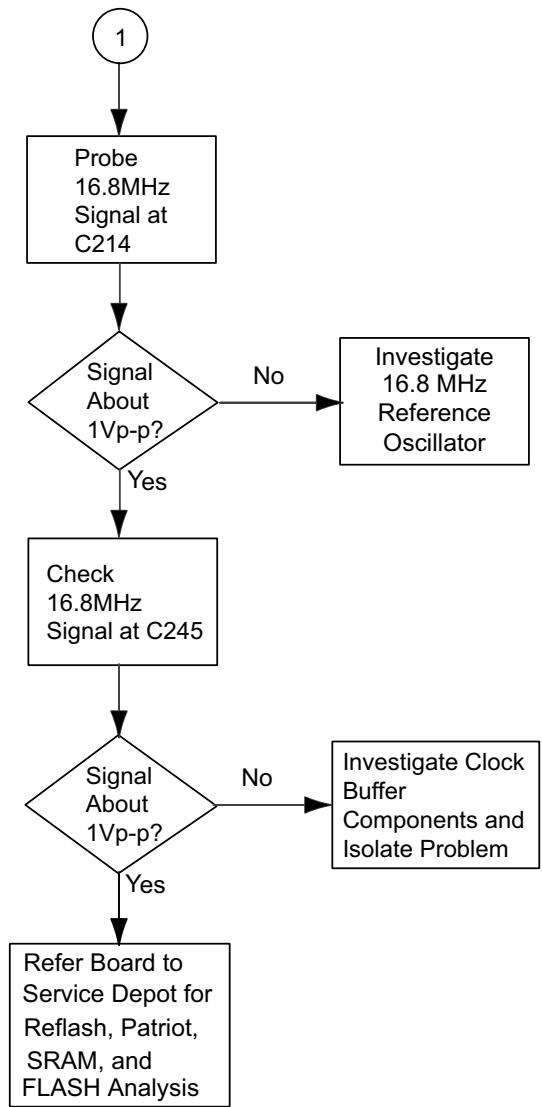 1
Probe
16.8MHz
Signal at
C214
Signal
About
1Vp-p?
No
Investigate
16.8 MHz
Reference
Oscillator
Yes
Check
16.8MHz
Signal at C245
Signal
About
1Vp-p?
No
Investigate Clock
Buffer
Components and
Isolate Problem
Yes
Refer Board to
Service Depot for
Reflash, Patriot,
SRAM, and
FLASH Analysis